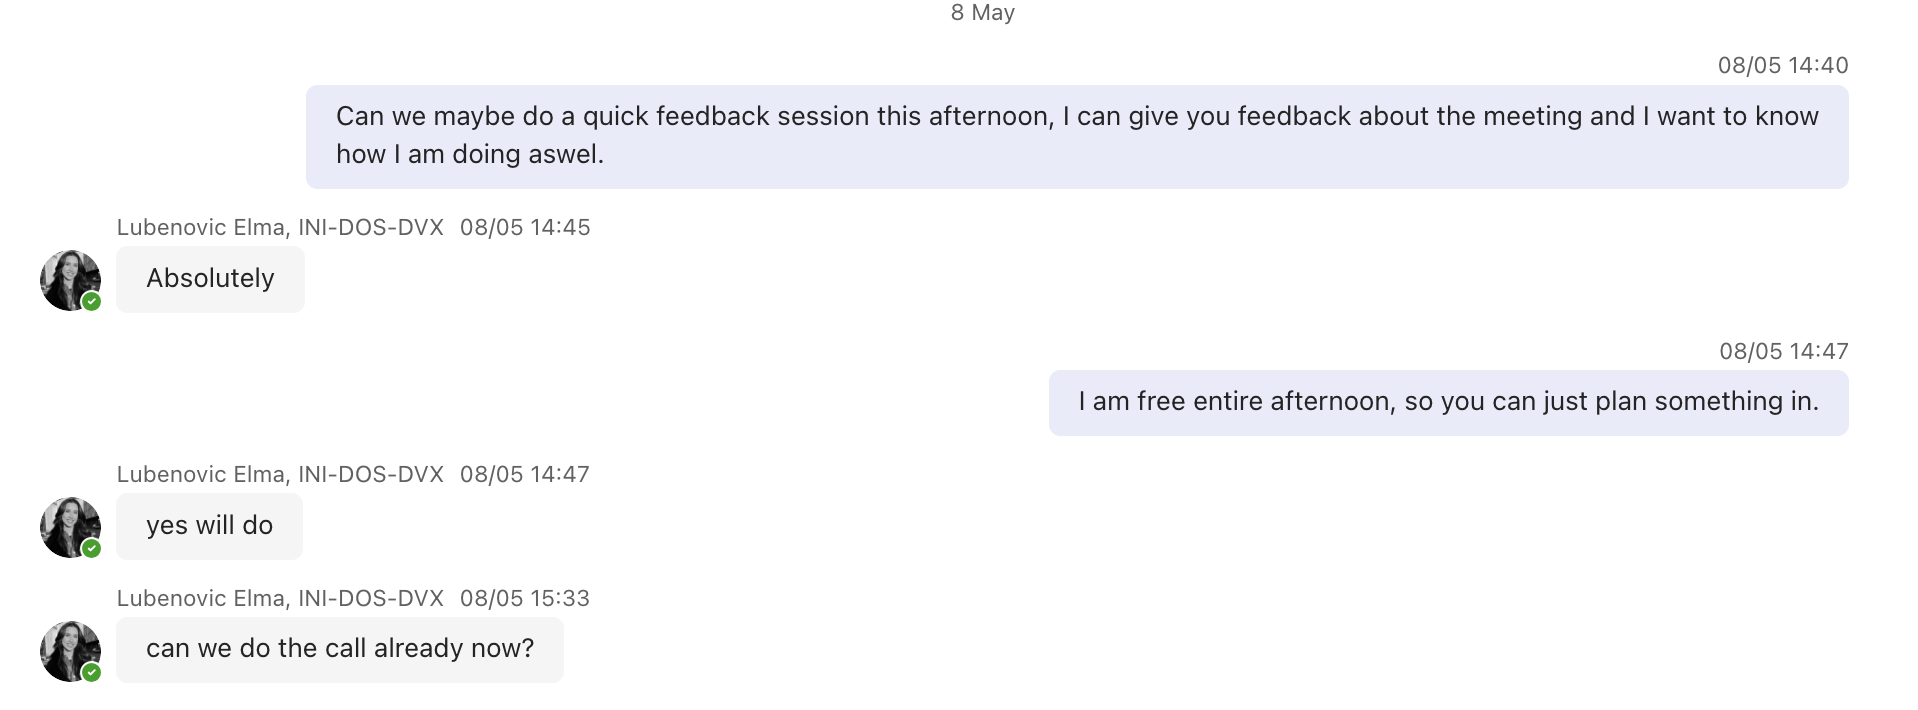 8 May
08/05 14:40
Can we maybe do a quick feedback session this afternoon, I can give you feedback about the meeting and I want to know
how I am doing aswel.
Lubenovic Elma, INI-DOS-DVX 08/05 14:45
Absolutely
08/05 14:47
I am free entire afternoon, so you can just plan something in.
Lubenovic Elma, INI-DOS-DVX 08/05 14:47
yes will do
Lubenovic Elma, INI-DOS-DVX 08/05 15:33
can we do the call already now?